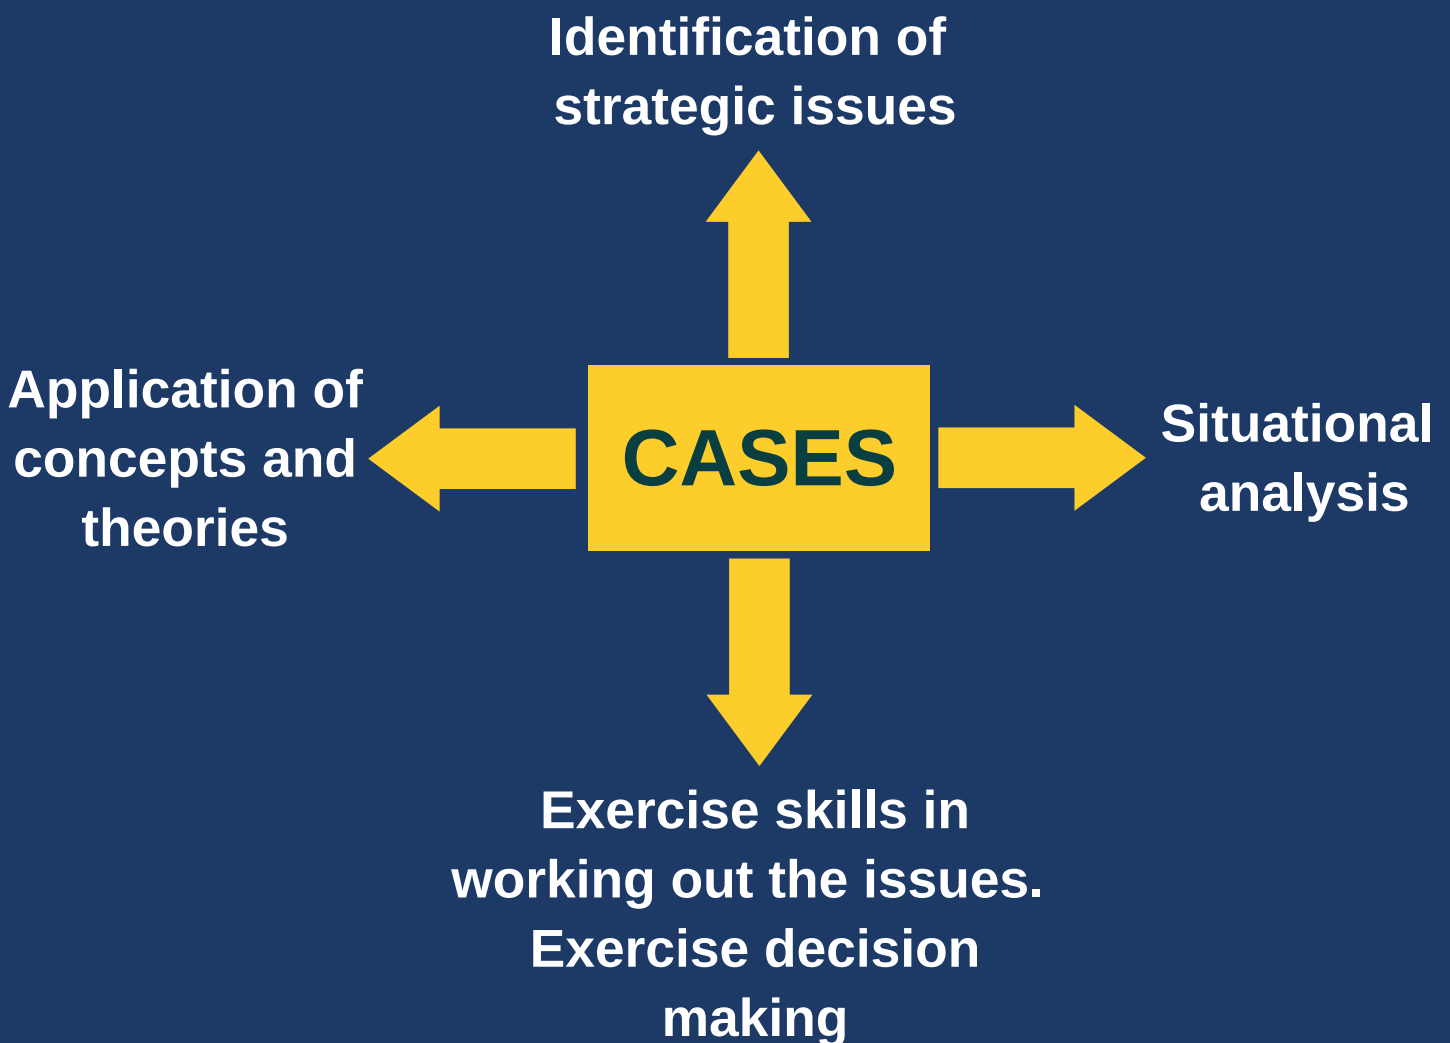 Identification of
strategic issues
Application of
concepts and
theories
CASES
Situational
analysis
Exercise skills in
working out the issues.
Exercise decision
making